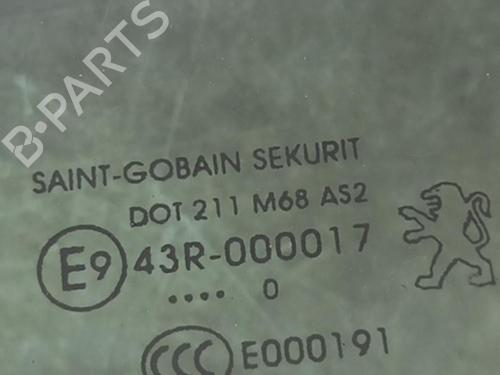 B-PARTS
SAINT-GOBAIN SEKURIT
DOT 211 M68 AS2
E9 43R-000017
.... 0
CCC E000191